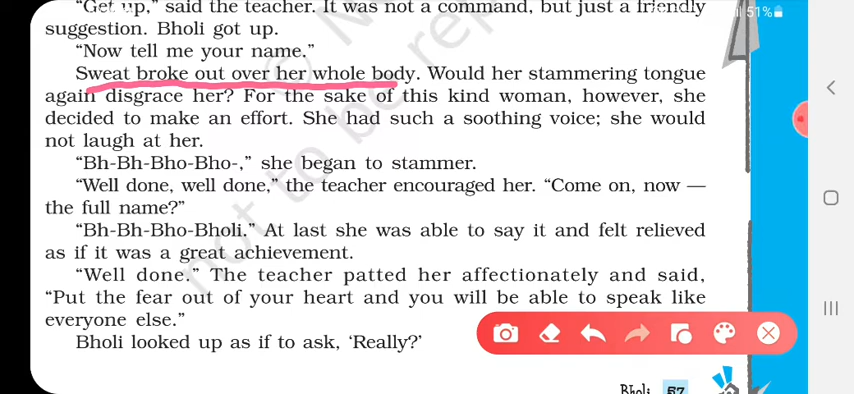 "Get up," said the teacher. It was not a command, but just a friendly
51%
suggestion. Bholi got up.
"Now tell me your name."
Sweat broke out over her whole body. Would her stammering tongue
again disgrace her? For the sake of this kind woman, however, she
decided to make an effort. She had such a soothing voice; she would
not laugh at her.
"Bh-Bh-Bho-Bho-," she began to stammer.
"Well done, well done," the teacher encouraged her. "Come on, now —
the full name?"
"Bh-Bh-Bho-Bholi." At last she was able to say it and felt relieved
as if it was a great achievement.
"Well done." The teacher patted her affectionately and said,
"Put the fear out of your heart and you will be able to speak like
everyone else."
Bholi looked up as if to ask, 'Really?'
Bholi 57
not to be rep